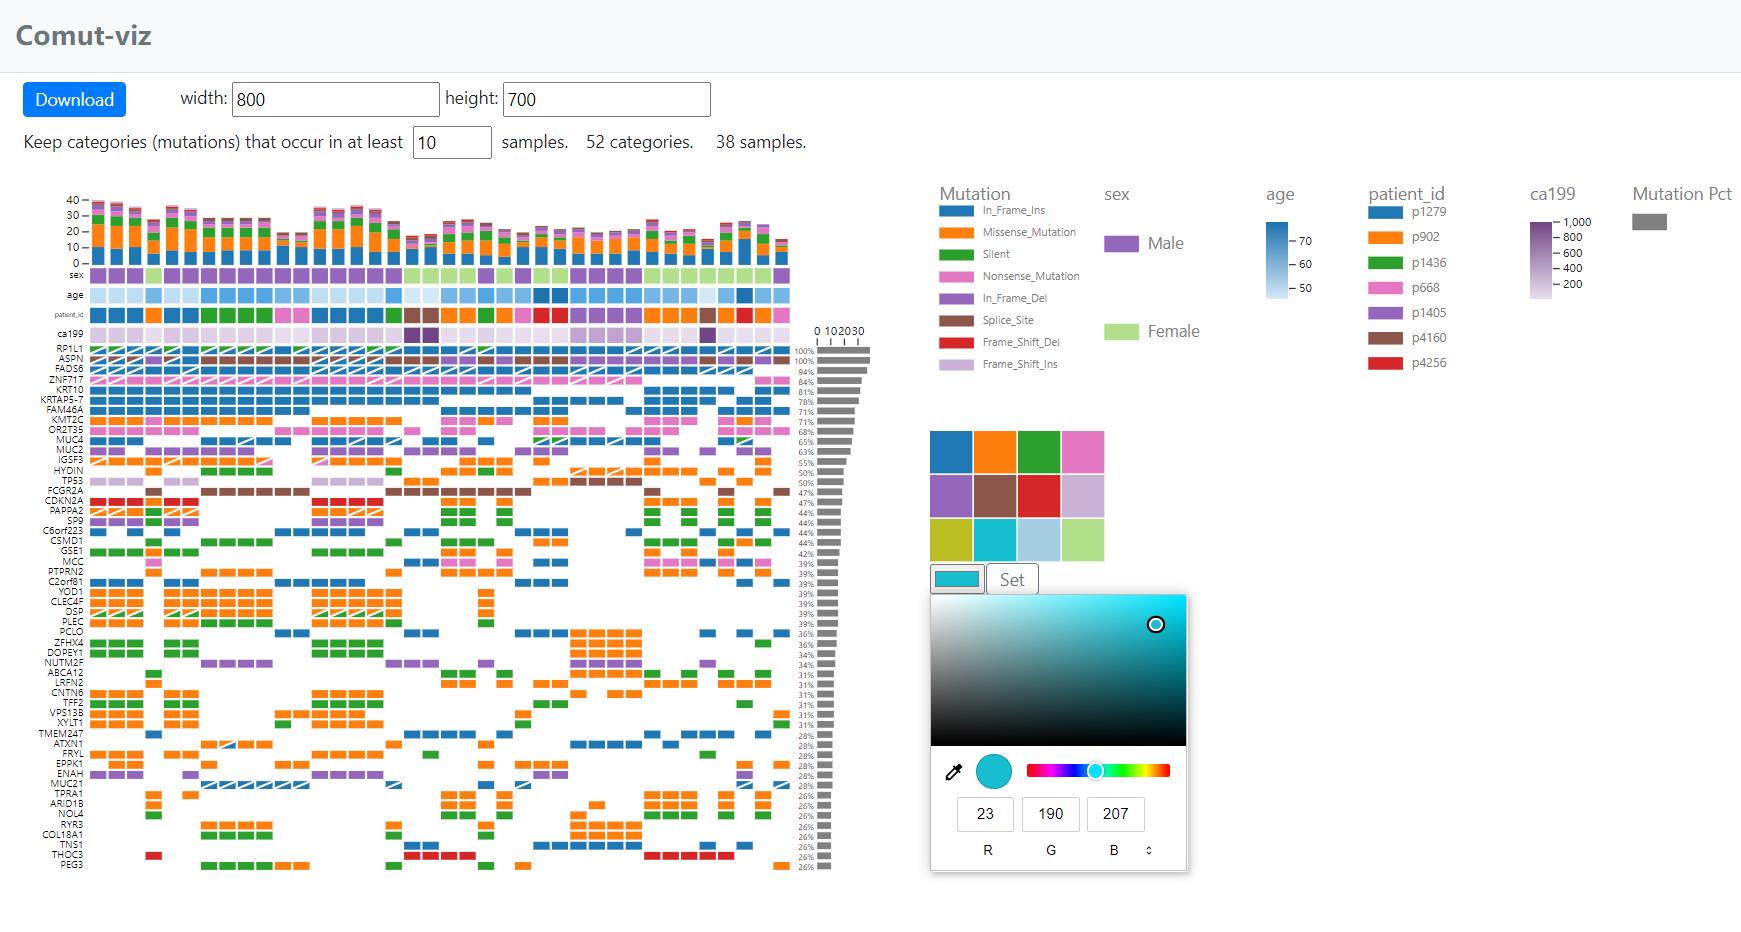 Comut-viz
Download width: 800 height: 700
Keep categories (mutations) that occur in at least 10 samples. 52 categories. 38 samples.
Mutation sex age patient_id ca199 Mutation Pct
In_Frame_Ins
Missense_Mutation
Silent
Nonsense_Mutation
In_Frame_Del
Splice_Site
Frame_Shift_Del
Frame_Shift_Ins
Male
Female
70
60
50
p1279
p902
p1436
p668
p1405
p4160
p4256
1,000
800
600
400
200
40
30
20
10
0
sex
age
patient_id
ca199
0 10 20 30
RP1L1 100%
ASPN 100%
FADS6 94%
ZNF717 84%
KRT10 81%
KRTAP5-7 78%
FAM46A 71%
KMT2C 71%
OR2T35 68%
MUC4 65%
MUC2 63%
IGSF3 55%
HYDIN 50%
TP53 50%
FCGR2A 47%
CDKN2A 47%
PAPPA2 44%
SP9 44%
C6orf223 44%
CSMD1 44%
GSE1 42%
MCC 39%
PTPRN2 39%
C2orf81 39%
YOD1 39%
CLEC4F 39%
DSP 39%
PLEC 39%
PCLO 36%
ZFHX4 36%
DOPEY1 34%
NUTM2F 34%
ABCA12 31%
LRFN2 31%
CNTN6 31%
TFF2 31%
VPS13B 31%
XYLT1 31%
TMEM247 28%
ATXN1 28%
FRYL 28%
EPPK1 28%
ENAH 28%
MUC21 28%
TPRA1 26%
ARID1B 26%
NOL4 26%
RYR3 26%
COL18A1 26%
TNS1 26%
THOC3 26%
PEG3 26%
Set
23 190 207
R G B